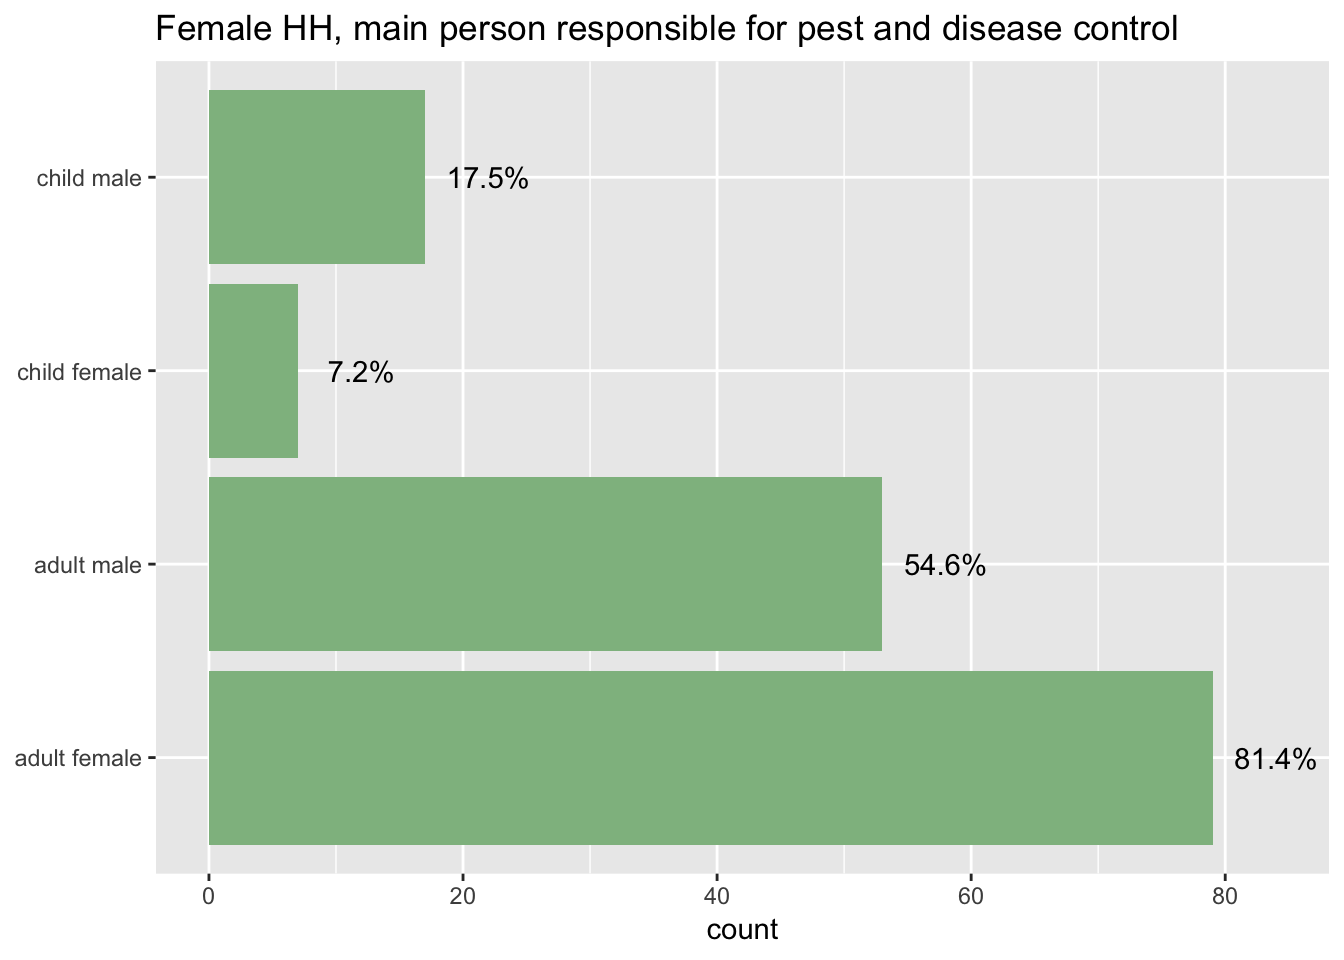 Female HH, main person responsible for pest and disease control
child male
17.5%
child female
7.2%
adult male
54.6%
adult female
81.4%
0 20 40 60 80
count